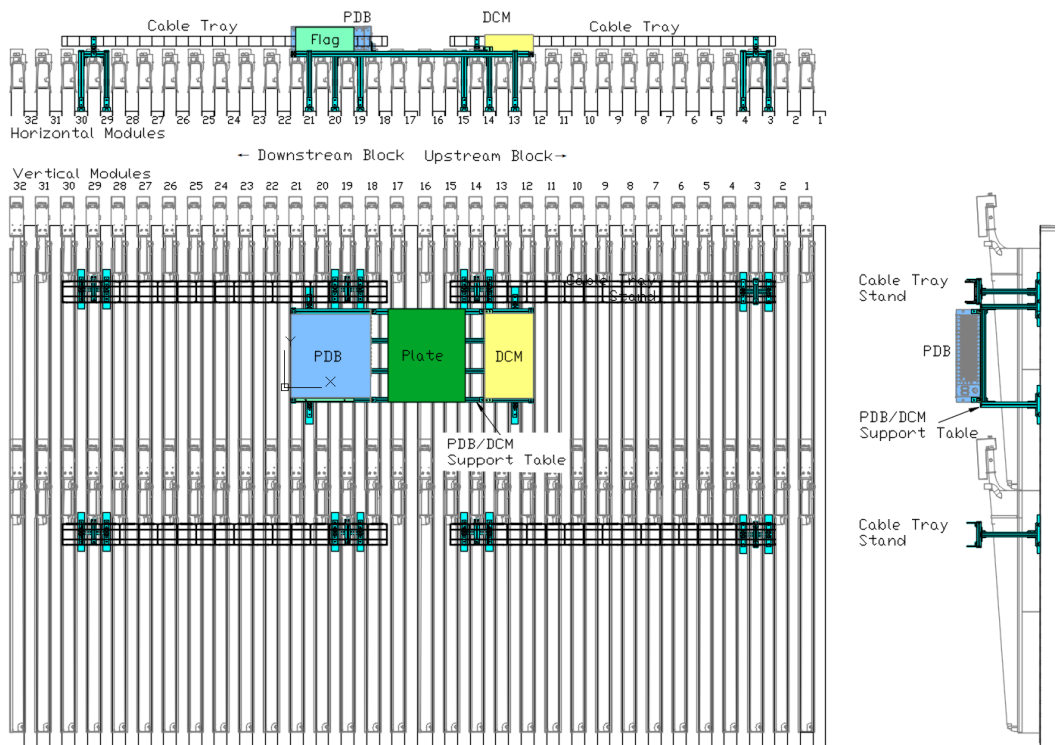 PDB DCM
Cable Tray Cable Tray
Flag
32 31 30 29 28 27 26 25 24 23 22 21 20 19 18 17 16 15 14 13 12 11 10 9 8 7 6 5 4 3 2 1
Horizontal Modules
← Downstream Block Upstream Block→
Vertical Modules
32 31 30 29 28 27 26 25 24 23 22 21 20 19 18 17 16 15 14 13 12 11 10 9 8 7 6 5 4 3 2 1
Cable Tray
Stand
Y
PDB Plate DCM
X
PDB/DCM
Support Table
Cable Tray
Stand
PDB
PDB/DCM
Support Table
Cable Tray
Stand